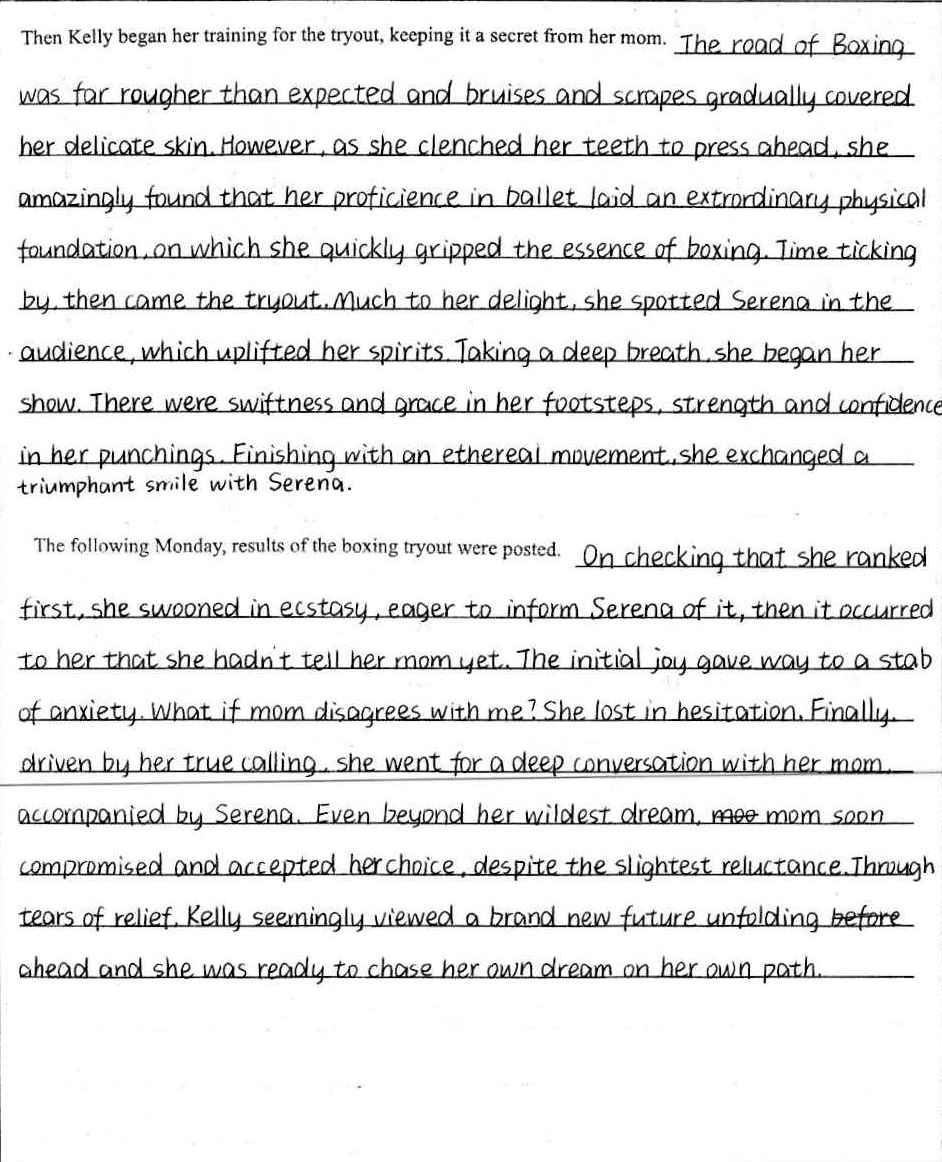 Then Kelly began her training for the tryout, keeping it a secret from her mom. The road of Boxing
was far rougher than expected and bruises and scrapes gradually covered
her delicate skin. However, as she clenched her teeth to press ahead, she
amazingly found that her proficience in ballet laid an extrordinary physical
foundation, on which she quickly gripped the essence of boxing. Time ticking
by, then came the tryout. Much to her delight, she spotted Serena in the
audience, which uplifted her spirits. Taking a deep breath, she began her
show. There were swiftness and grace in her footsteps, strength and confidence
in her punchings. Finishing with an ethereal movement, she exchanged a
triumphant smile with Serena.
The following Monday, results of the boxing tryout were posted. On checking that she ranked
first, she swooned in ecstasy, eager to inform Serena of it, then it occurred
to her that she hadn't tell her mom yet. The initial joy gave way to a stab
of anxiety. What if mom disagrees with me? She lost in hesitation. Finally,
driven by her true calling, she went for a deep conversation with her mom,
accompanied by Serena. Even beyond her wildest dream, moo mom soon
compromised and accepted her choice, despite the slightest reluctance. Through
tears of relief, Kelly seemingly viewed a brand new future unfolding before
ahead and she was ready to chase her own dream on her own path.